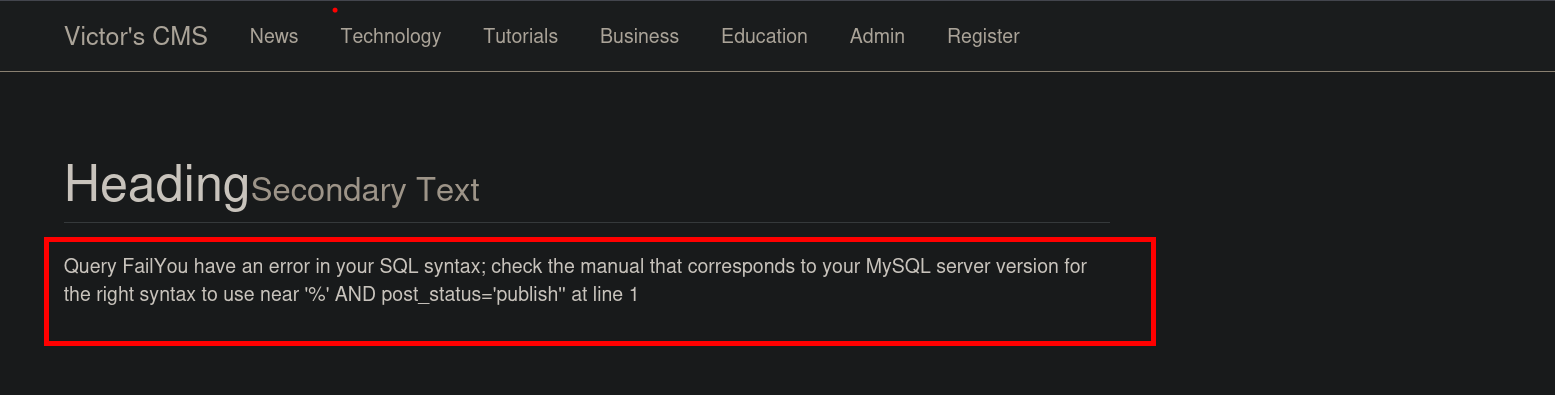 Victor's CMS News Technology Tutorials Business Education Admin Register
HeadingSecondary Text
Query FailYou have an error in your SQL syntax; check the manual that corresponds to your MySQL server version for
the right syntax to use near '%' AND post_status='publish'' at line 1